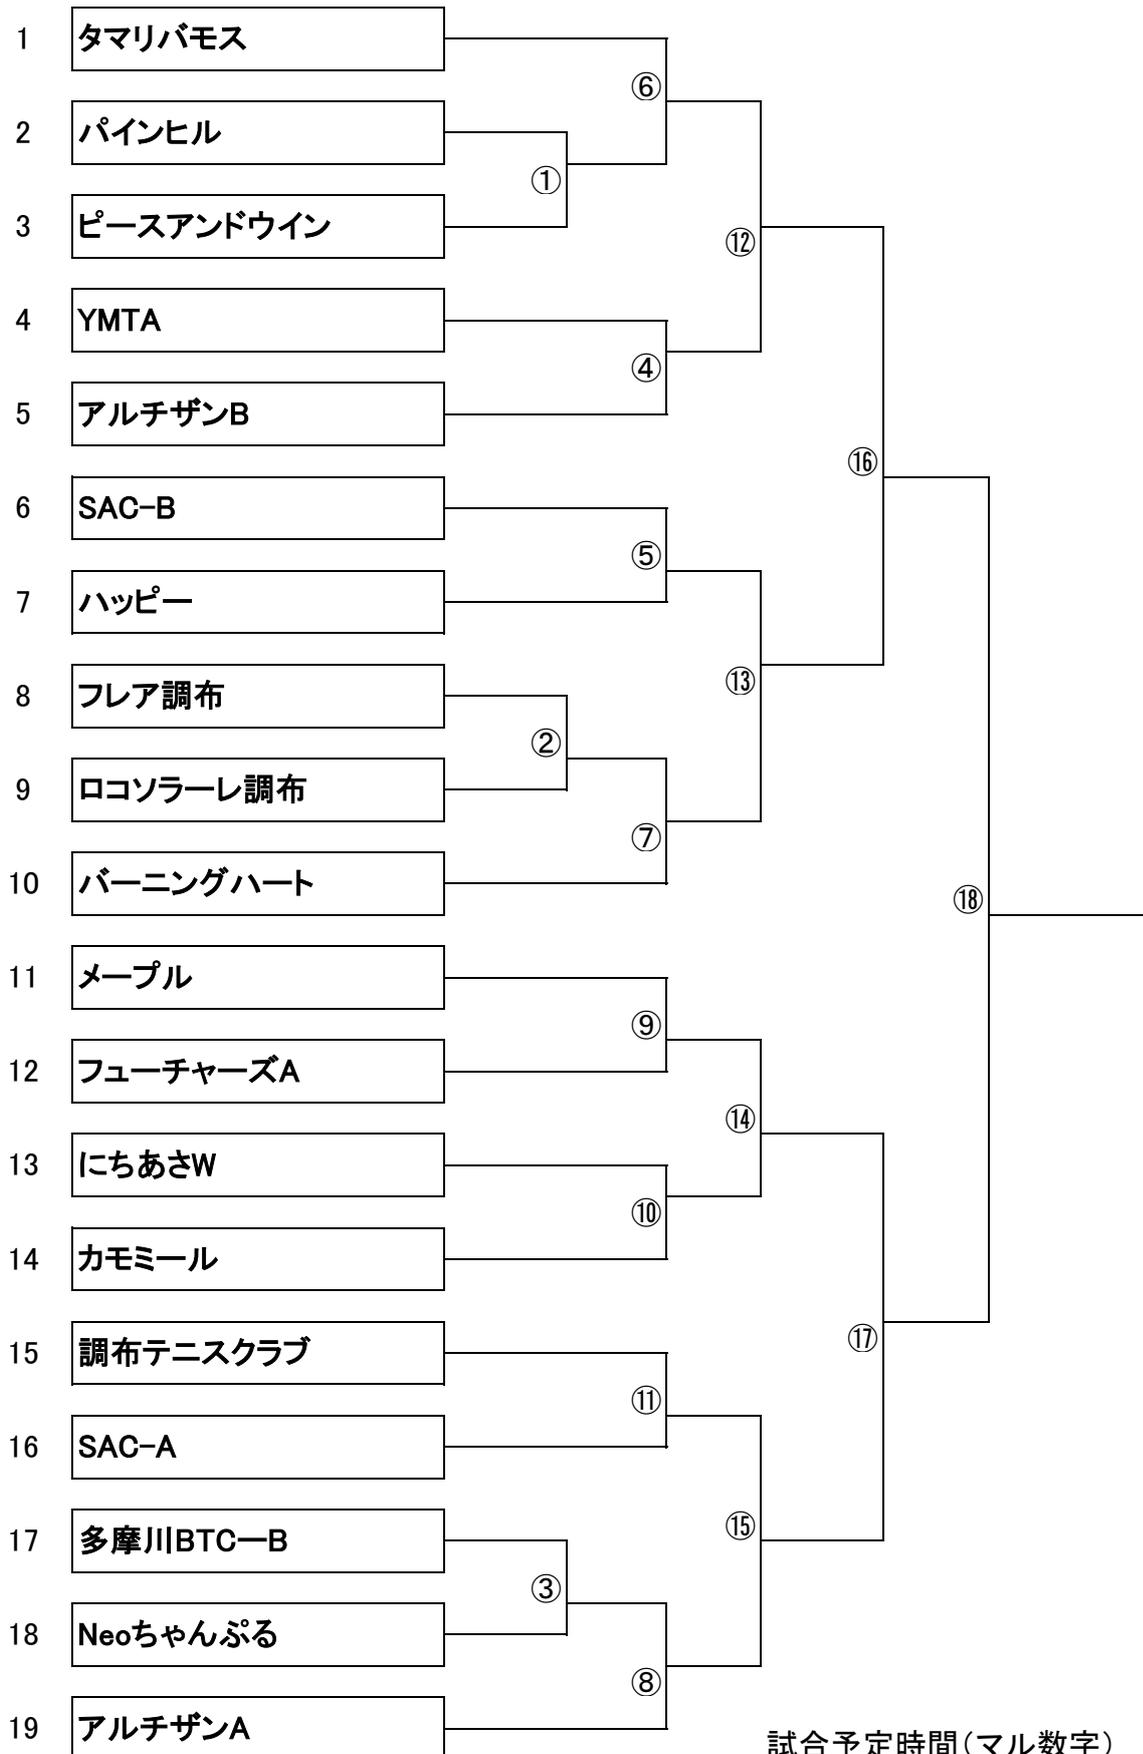 1 タマリバモス
⑥
2 パインヒル
①
3 ピースアンドウイン
⑫
4 YMTA
④
5 アルチザンB
⑯
6 SAC-B
⑤
7 ハッピー
⑬
8 フレア調布
②
9 ロコソラーレ調布
⑦
10 バーニングハート
⑱
11 メープル
⑨
12 フューチャーズA
⑭
13 にちあさW
⑩
14 カモミール
⑰
15 調布テニスクラブ
⑪
16 SAC-A
⑮
17 多摩川BTCーB
③
18 Neoちゃんぷる
⑧
19 アルチザンA
試合予定時間(マル数字)